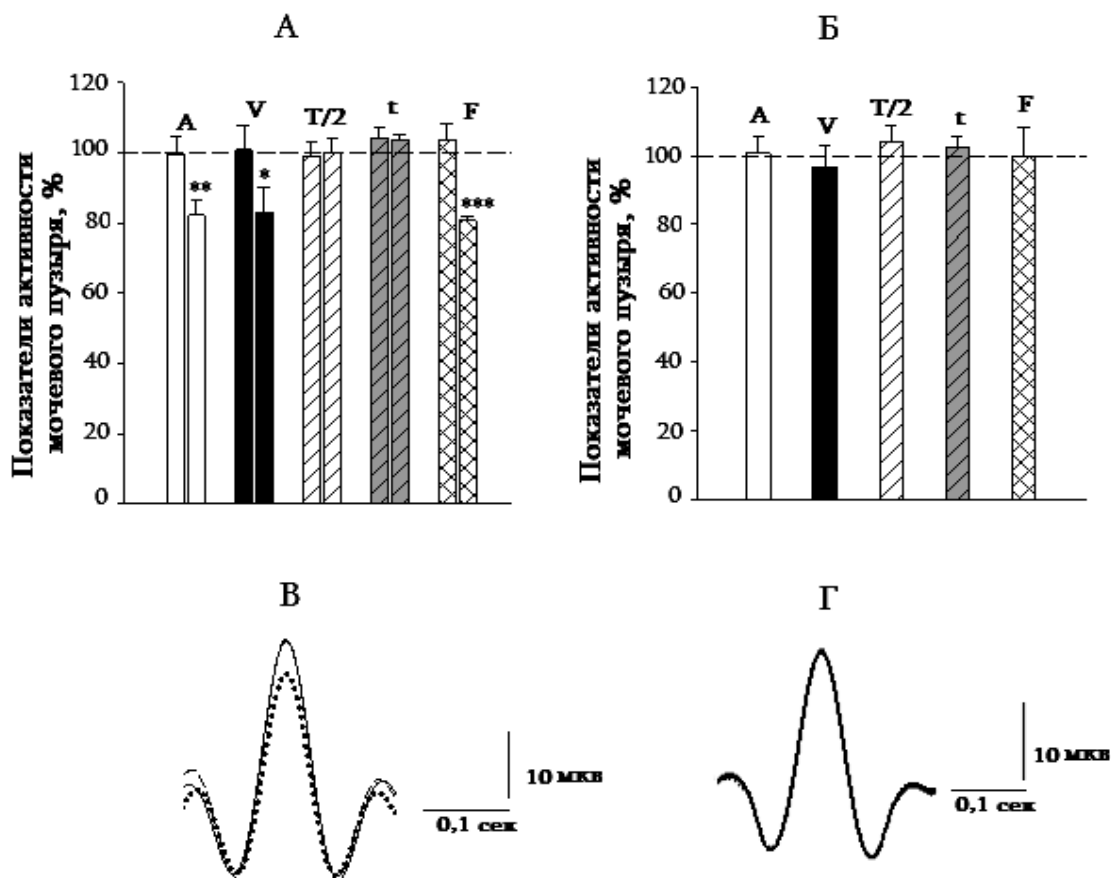 А
Б
Показатели активности
мочевого пузыря, %
120
100
80
60
40
20
0
A
**
V
*
T/2
t
F
***
Показатели активности
мочевого пузыря, %
120
100
80
60
40
20
0
A
V
T/2
t
F
В
Г
10 мкв
0,1 сек
10 мкв
0,1 сек